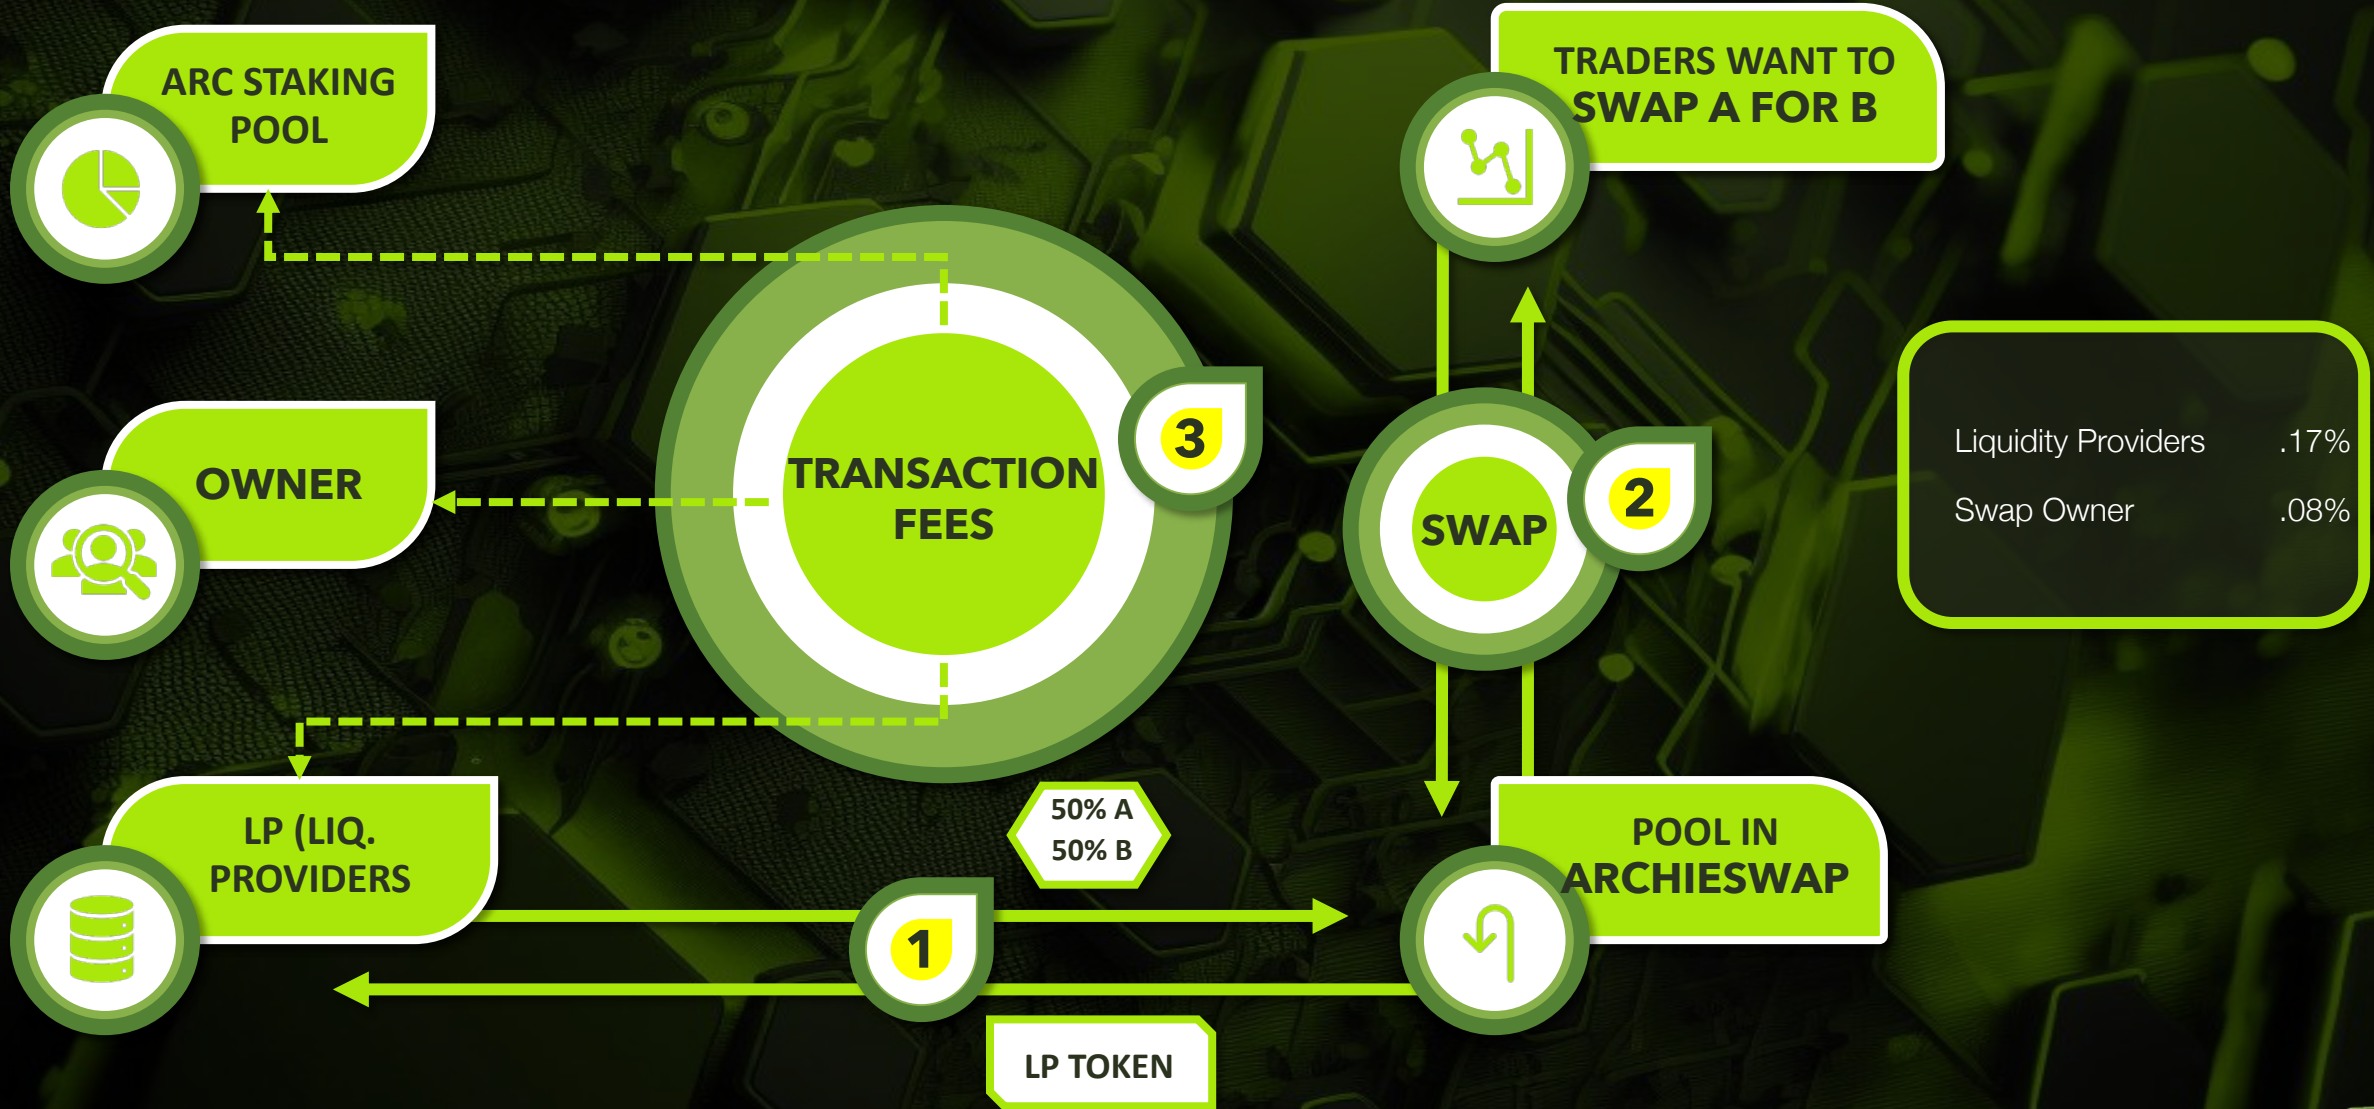 ARC STAKING
POOL
TRADERS WANT TO
SWAP A FOR B
OWNER
TRANSACTION
FEES
3
SWAP
2
Liquidity Providers .17%
Swap Owner .08%
LP (LIQ.
PROVIDERS
50% A
50% B
1
POOL IN
ARCHIESWAP
LP TOKEN